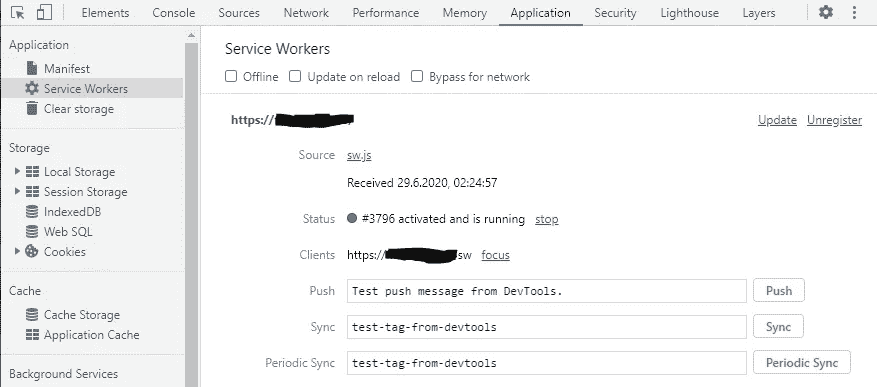 Elements Console Sources Network Performance Memory Application Security Lighthouse Layers
Application
Manifest
Service Workers
Clear storage
Storage
Local Storage
Session Storage
IndexedDB
Web SQL
Cookies
Cache
Cache Storage
Application Cache
Background Services
Service Workers
Offline Update on reload Bypass for network
https:// Update Unregister
Source sw.js
Received 29.6.2020, 02:24:57
Status #3796 activated and is running stop
Clients https:// sw focus
Push Test push message from DevTools. Push
Sync test-tag-from-devtools Sync
Periodic Sync test-tag-from-devtools Periodic Sync